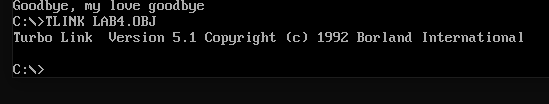 Goodbye, my love goodbye
C:\>TLINK LAB4.OBJ
Turbo Link  Version 5.1 Copyright (c) 1992 Borland International
C:\>